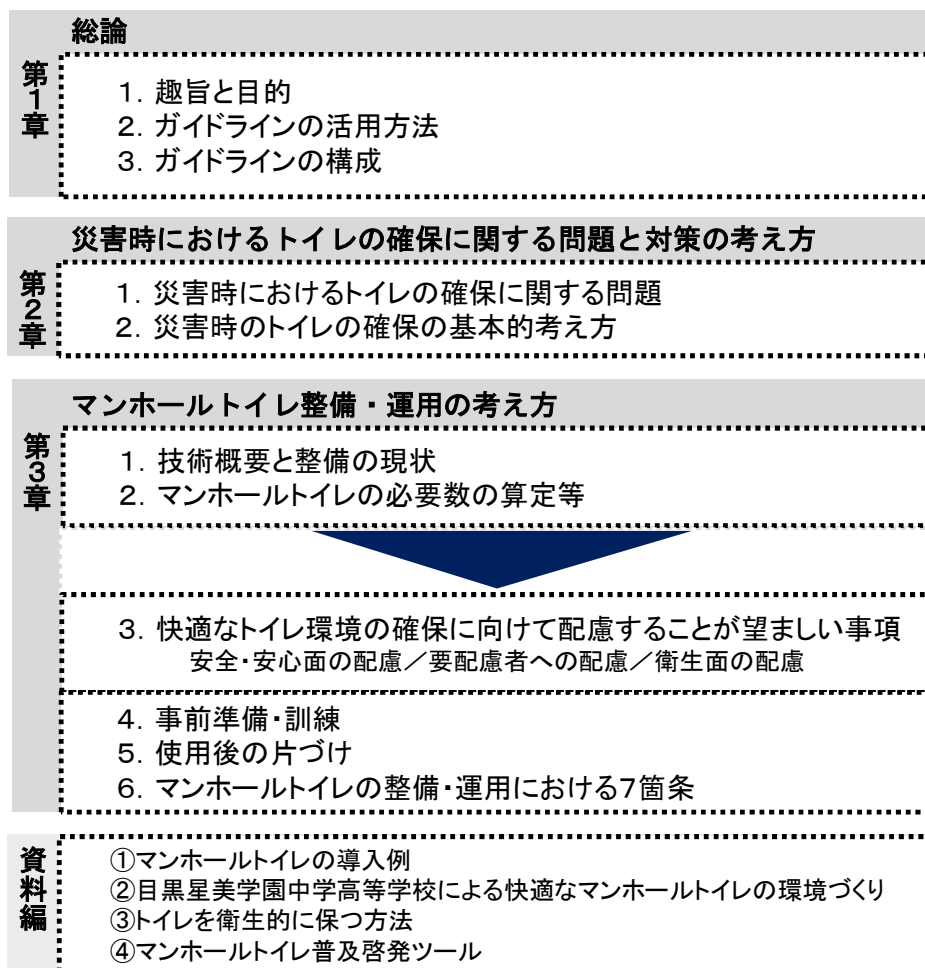 総論
第1章
1．趣旨と目的
2．ガイドラインの活用方法
3．ガイドラインの構成
災害時におけるトイレの確保に関する問題と対策の考え方
第2章
1．災害時におけるトイレの確保に関する問題
2．災害時のトイレの確保の基本的考え方
マンホールトイレ整備・運用の考え方
第3章
1．技術概要と整備の現状
2．マンホールトイレの必要数の算定等
3．快適なトイレ環境の確保に向けて配慮することが望ましい事項
安全・安心面の配慮／要配慮者への配慮／衛生面の配慮
4．事前準備・訓練
5．使用後の片づけ
6．マンホールトイレの整備・運用における7箇条
資料編
①マンホールトイレの導入例
②目黒星美学園中学高等学校による快適なマンホールトイレの環境づくり
③トイレを衛生的に保つ方法
④マンホールトイレ普及啓発ツール